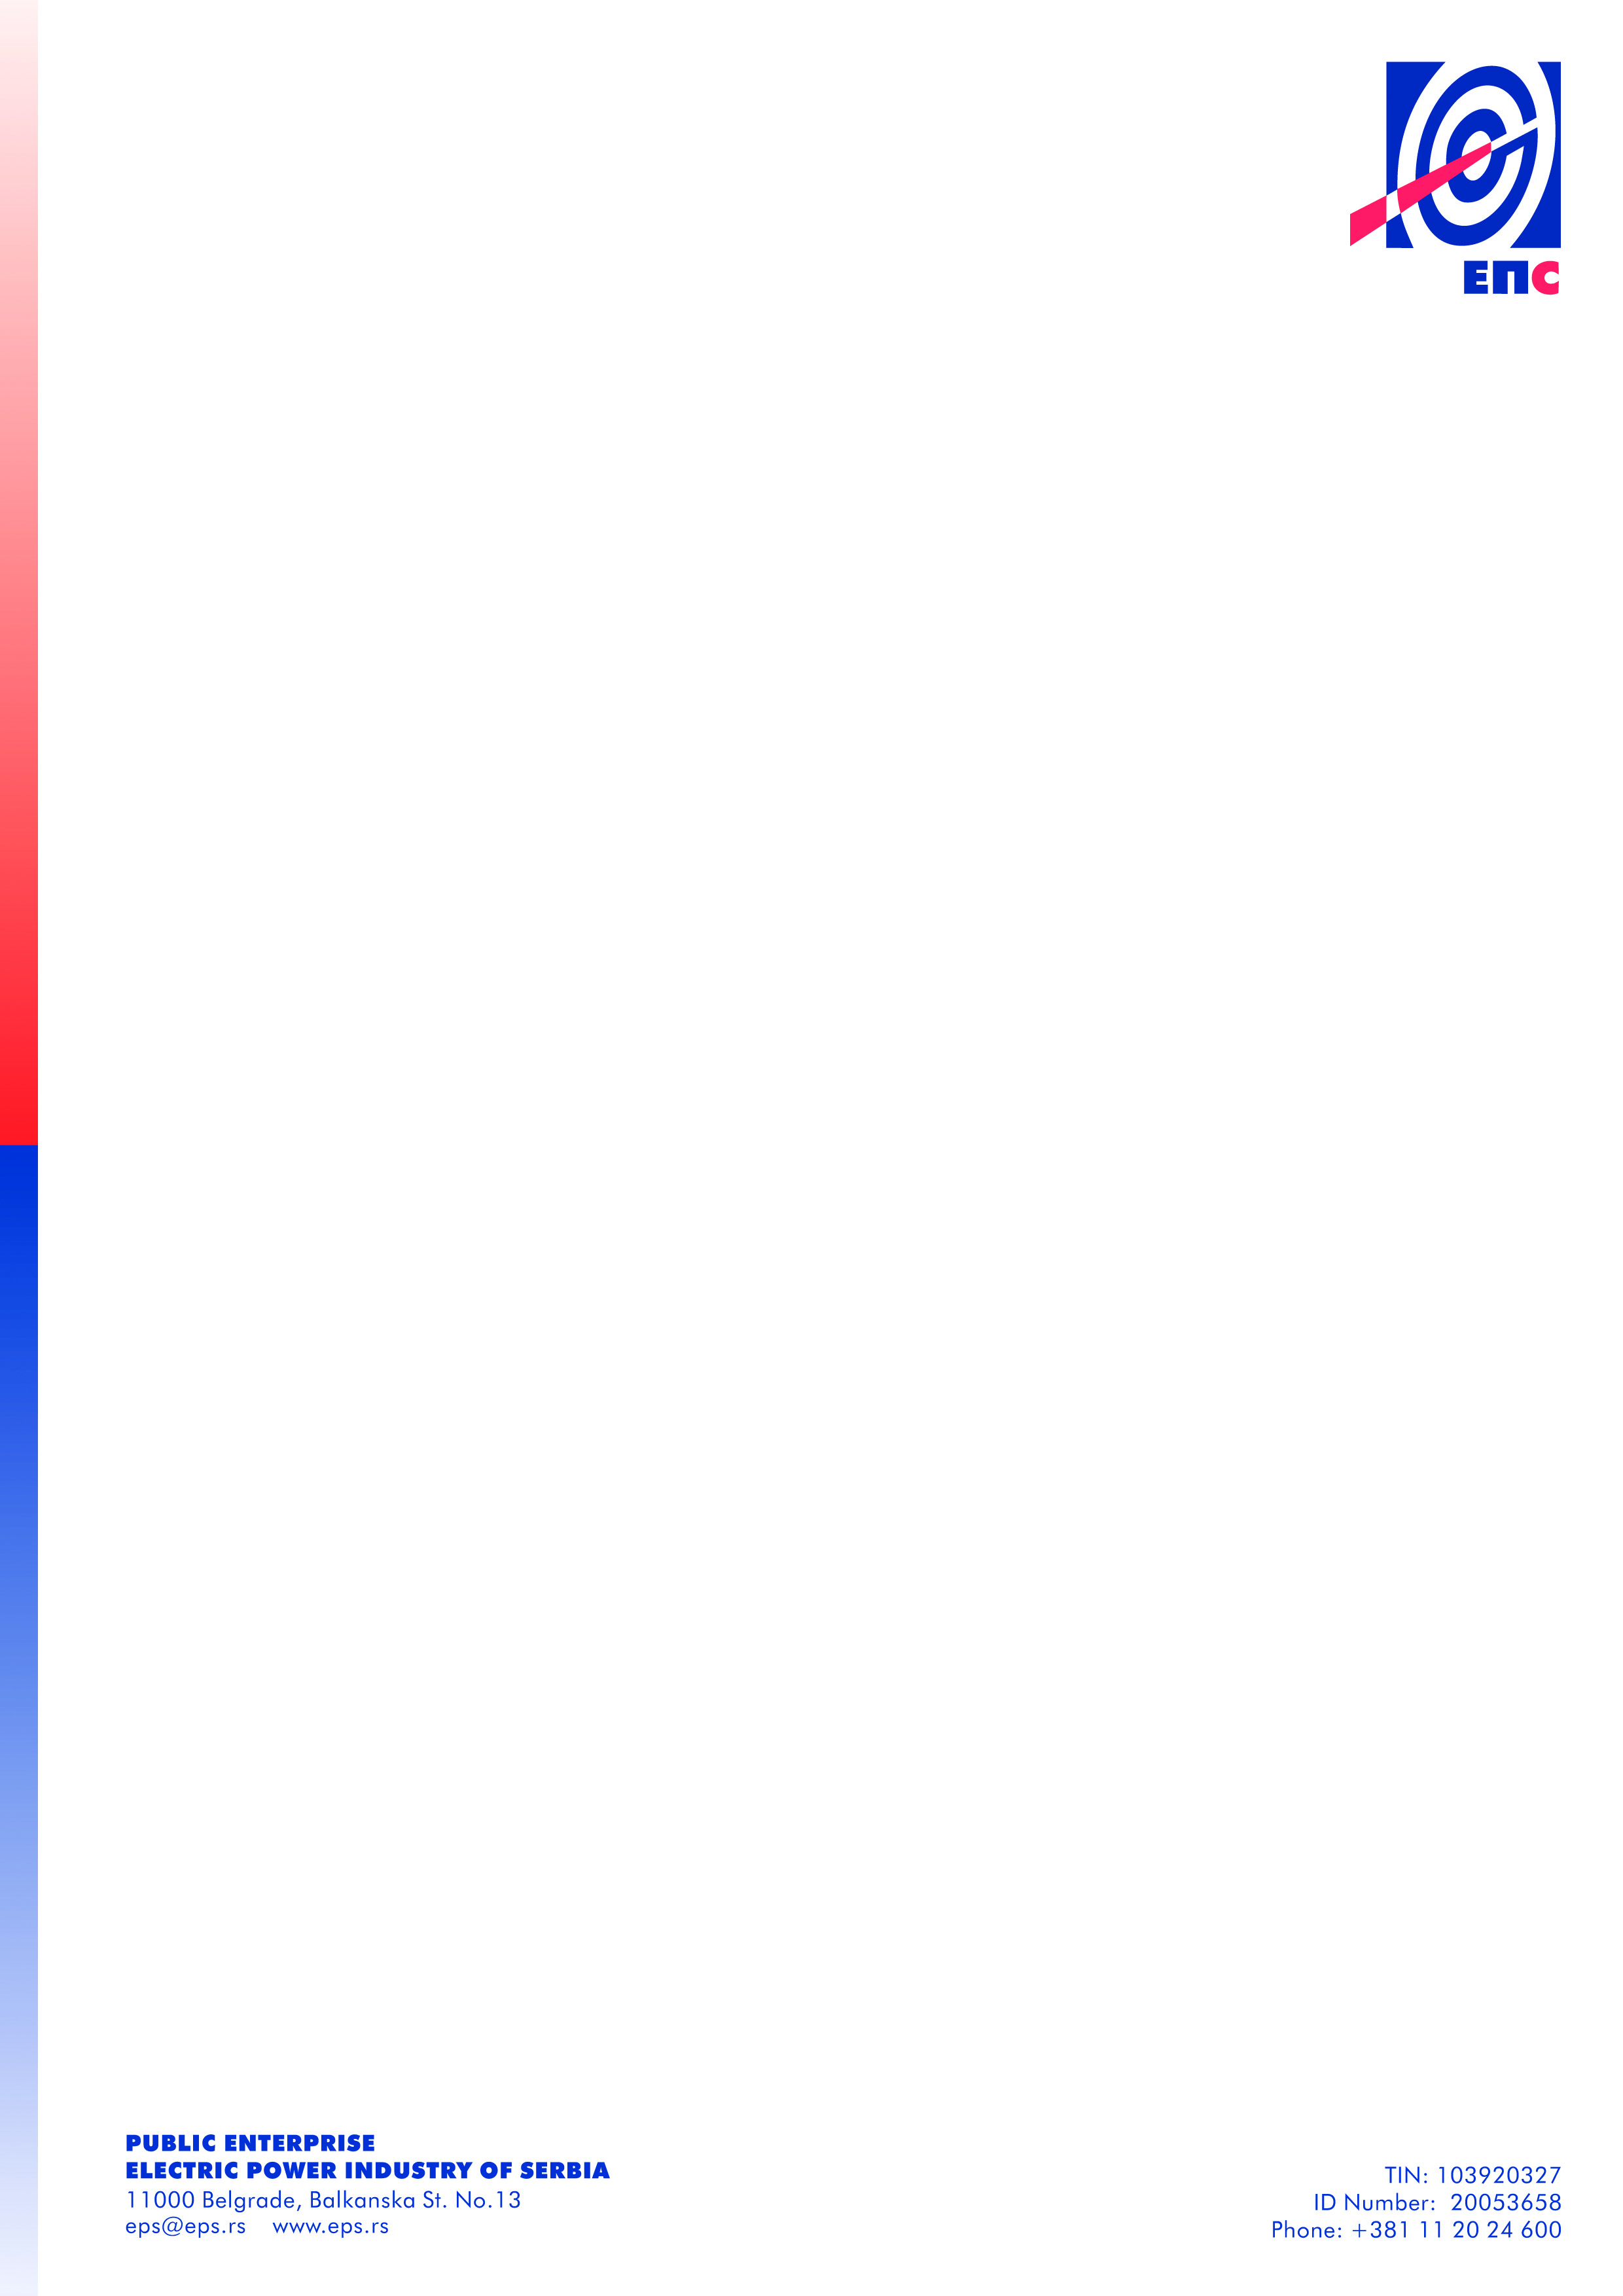 ЕПС
PUBLIC ENTERPRISE
ELECTRIC POWER INDUSTRY OF SERBIA
11000 Belgrade, Balkanska St. No.13
eps@eps.rs    www.eps.rs
TIN: 103920327
ID Number:  20053658
Phone: +381 11 20 24 600